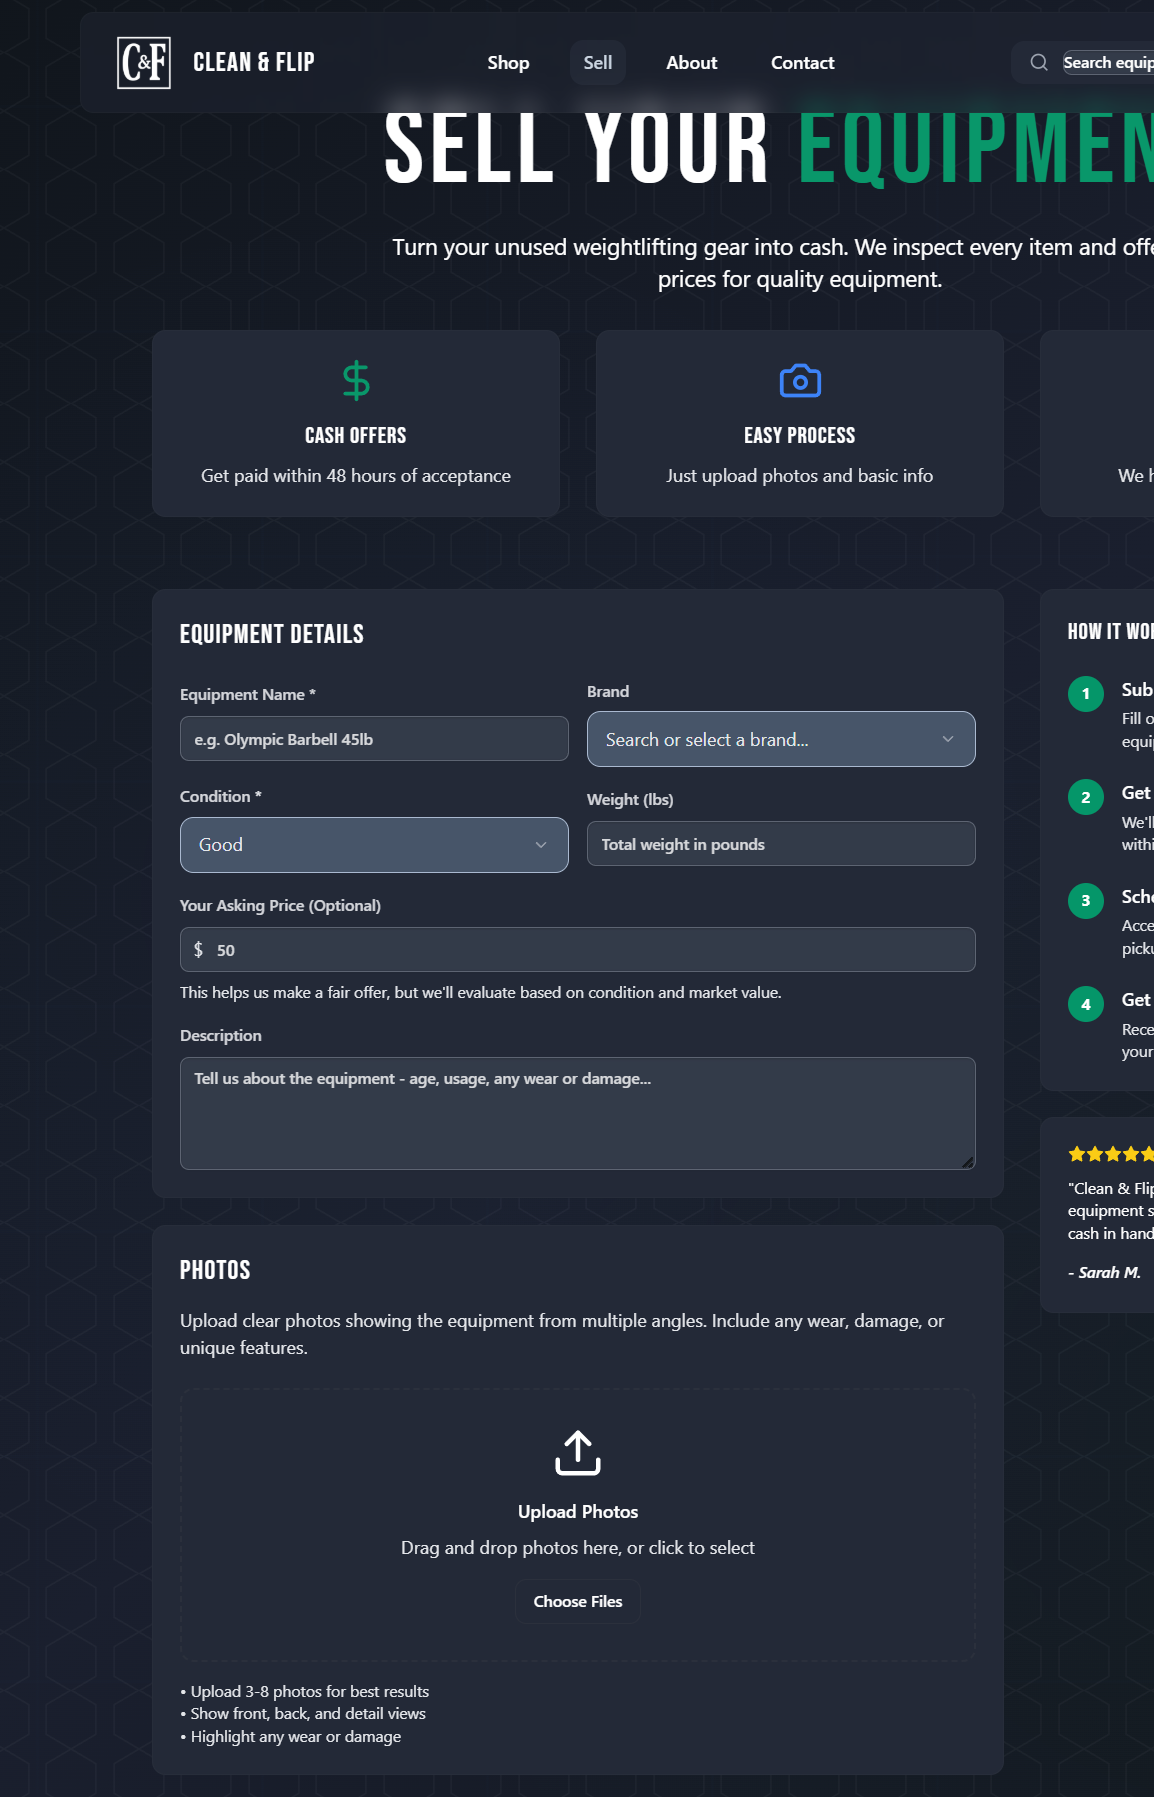 C&F
CLEAN & FLIP
Shop
Sell
About
Contact
Search equip
SELL YOUR EQUIPMEN
Turn your unused weightlifting gear into cash. We inspect every item and offe
prices for quality equipment.
CASH OFFERS
Get paid within 48 hours of acceptance
EASY PROCESS
Just upload photos and basic info
We h
EQUIPMENT DETAILS
Equipment Name *
e.g. Olympic Barbell 45lb
Brand
Search or select a brand...
Condition *
Good
Weight (lbs)
Total weight in pounds
Your Asking Price (Optional)
$ 50
This helps us make a fair offer, but we'll evaluate based on condition and market value.
Description
Tell us about the equipment - age, usage, any wear or damage...
PHOTOS
Upload clear photos showing the equipment from multiple angles. Include any wear, damage, or
unique features.
Upload Photos
Drag and drop photos here, or click to select
Choose Files
• Upload 3-8 photos for best results
• Show front, back, and detail views
• Highlight any wear or damage
HOW IT WO
1
Sub
Fill o
equi
2
Get
We'll
withi
3
Sche
Acce
pick
4
Get
Rece
your
"Clean & Flip
equipment s
cash in hand
- Sarah M.